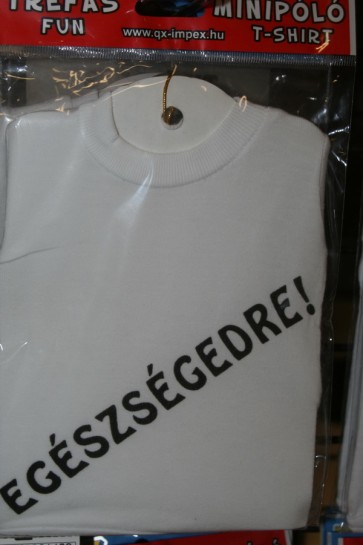 TRÉFÁS MINIPÓLÓ
FUN www.qx-impex.hu T-SHIRT
EGÉSZSÉGEDRE!